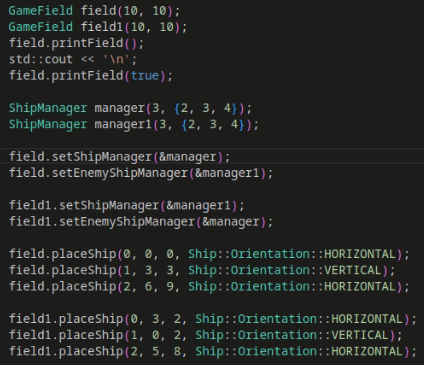 GameField field(10, 10);
GameField field1(10, 10);
field.printField();
std::cout << '\n';
field.printField(true);
ShipManager manager(3, {2, 3, 4});
ShipManager manager1(3, {2, 3, 4});
field.setShipManager(&manager);
field.setEnemyShipManager(&manager1);
field1.setShipManager(&manager1);
field1.setEnemyShipManager(&manager);
field.placeShip(0, 0, 0, Ship::Orientation::HORIZONTAL);
field.placeShip(1, 3, 3, Ship::Orientation::VERTICAL);
field.placeShip(2, 6, 9, Ship::Orientation::HORIZONTAL);
field1.placeShip(0, 3, 2, Ship::Orientation::HORIZONTAL);
field1.placeShip(1, 0, 2, Ship::Orientation::VERTICAL);
field1.placeShip(2, 5, 8, Ship::Orientation::HORIZONTAL);